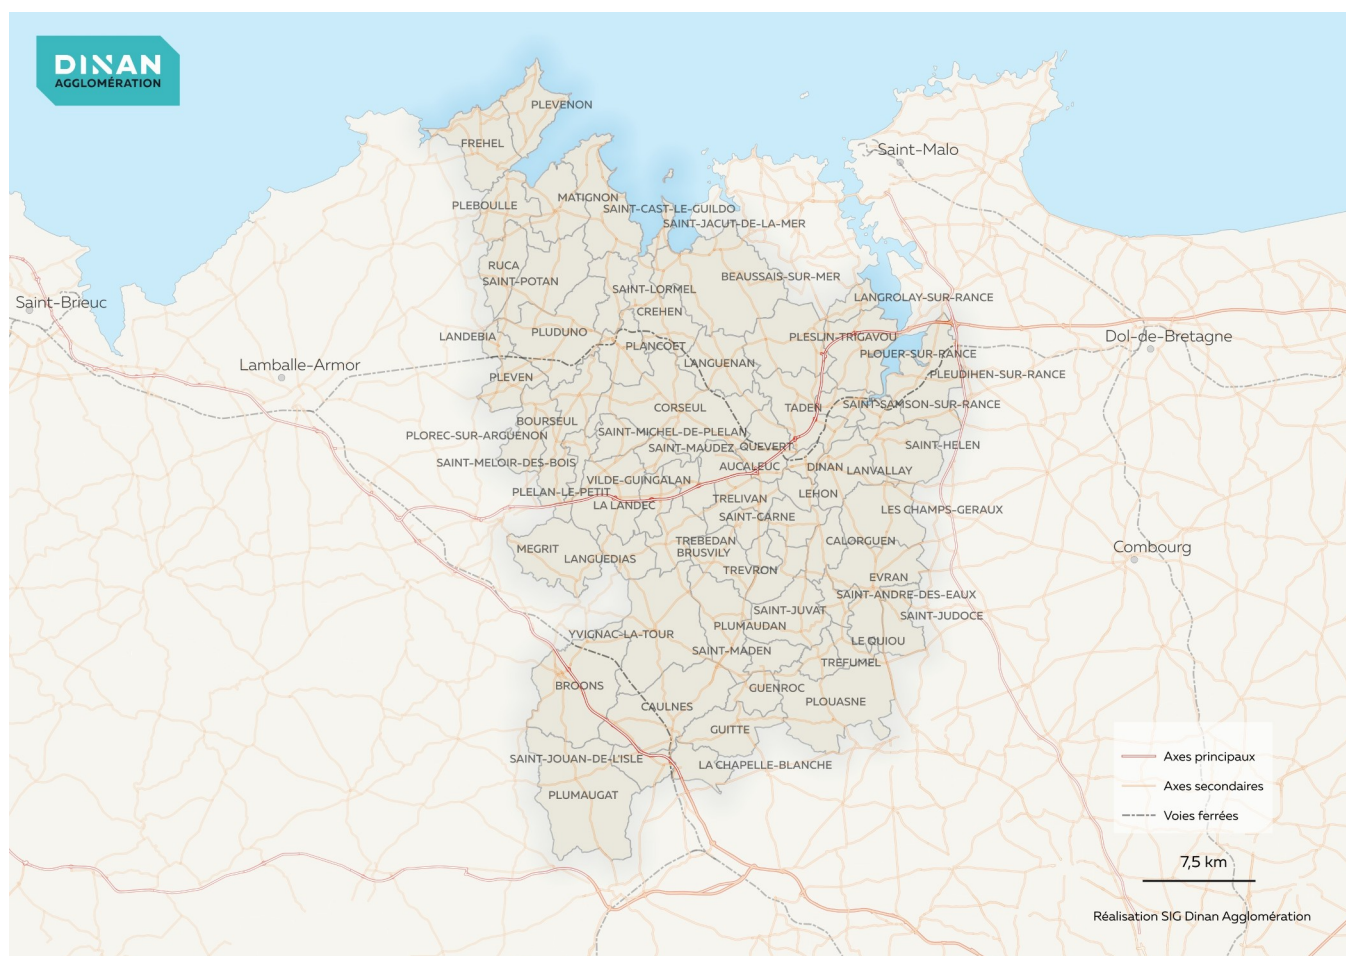 DINAN
AGGLOMÉRATION
PLEVENON
FREHEL
Saint-Malo
MATIGNON
PLEBOULLE
SAINT-CAST-LE-GUILDO
SAINT-JACUT-DE-LA-MER
RUCA
SAINT-POTAN
BEAUSSAIS-SUR-MER
SAINT-LORMEL
LANGROLAY-SUR-RANCE
Saint-Brieuc
CREHEN
LANDEBIA
PLUDUNO
PLESLIN-TRIGAVOU
Dol-de-Bretagne
PLANCOET
PLOUER-SUR-RANCE
Lamballe-Armor
LANGUENAN
PLEVEN
PLEUDIHEN-SUR-RANCE
CORSEUL
TADEN
SAINT-SAMSON-SUR-RANCE
BOURSEUL
PLOREC-SUR-ARGUENON
SAINT-MICHEL-DE-PLELAN
SAINT-MAUDEZ
QUEVERT
SAINT-HELEN
SAINT-MELOIR-DES-BOIS
AUCALEUC
DINAN
LANVALLAY
VILDE-GUINGALAN
PLELAN-LE-PETIT
LEHON
TRELIVAN
LA LANDEC
LES CHAMPS-GERAUX
SAINT-CARNE
MEGRIT
TREBEDAN
CALORGUEN
Combourg
LANGUEDIAS
BRUSVILY
TREVRON
EVRAN
SAINT-ANDRE-DES-EAUX
SAINT-JUVAT
SAINT-JUDOCE
PLUMAUDAN
YVIGNAC-LA-TOUR
LE QUIOU
SAINT-MADEN
TREFUMEL
BROONS
GUENROC
PLOUASNE
CAULNES
GUITTE
SAINT-JOUAN-DE-L'ISLE
LA CHAPELLE-BLANCHE
PLUMAUGAT
Axes principaux
Axes secondaires
Voies ferrées
7,5 km
Réalisation SIG Dinan Agglomération